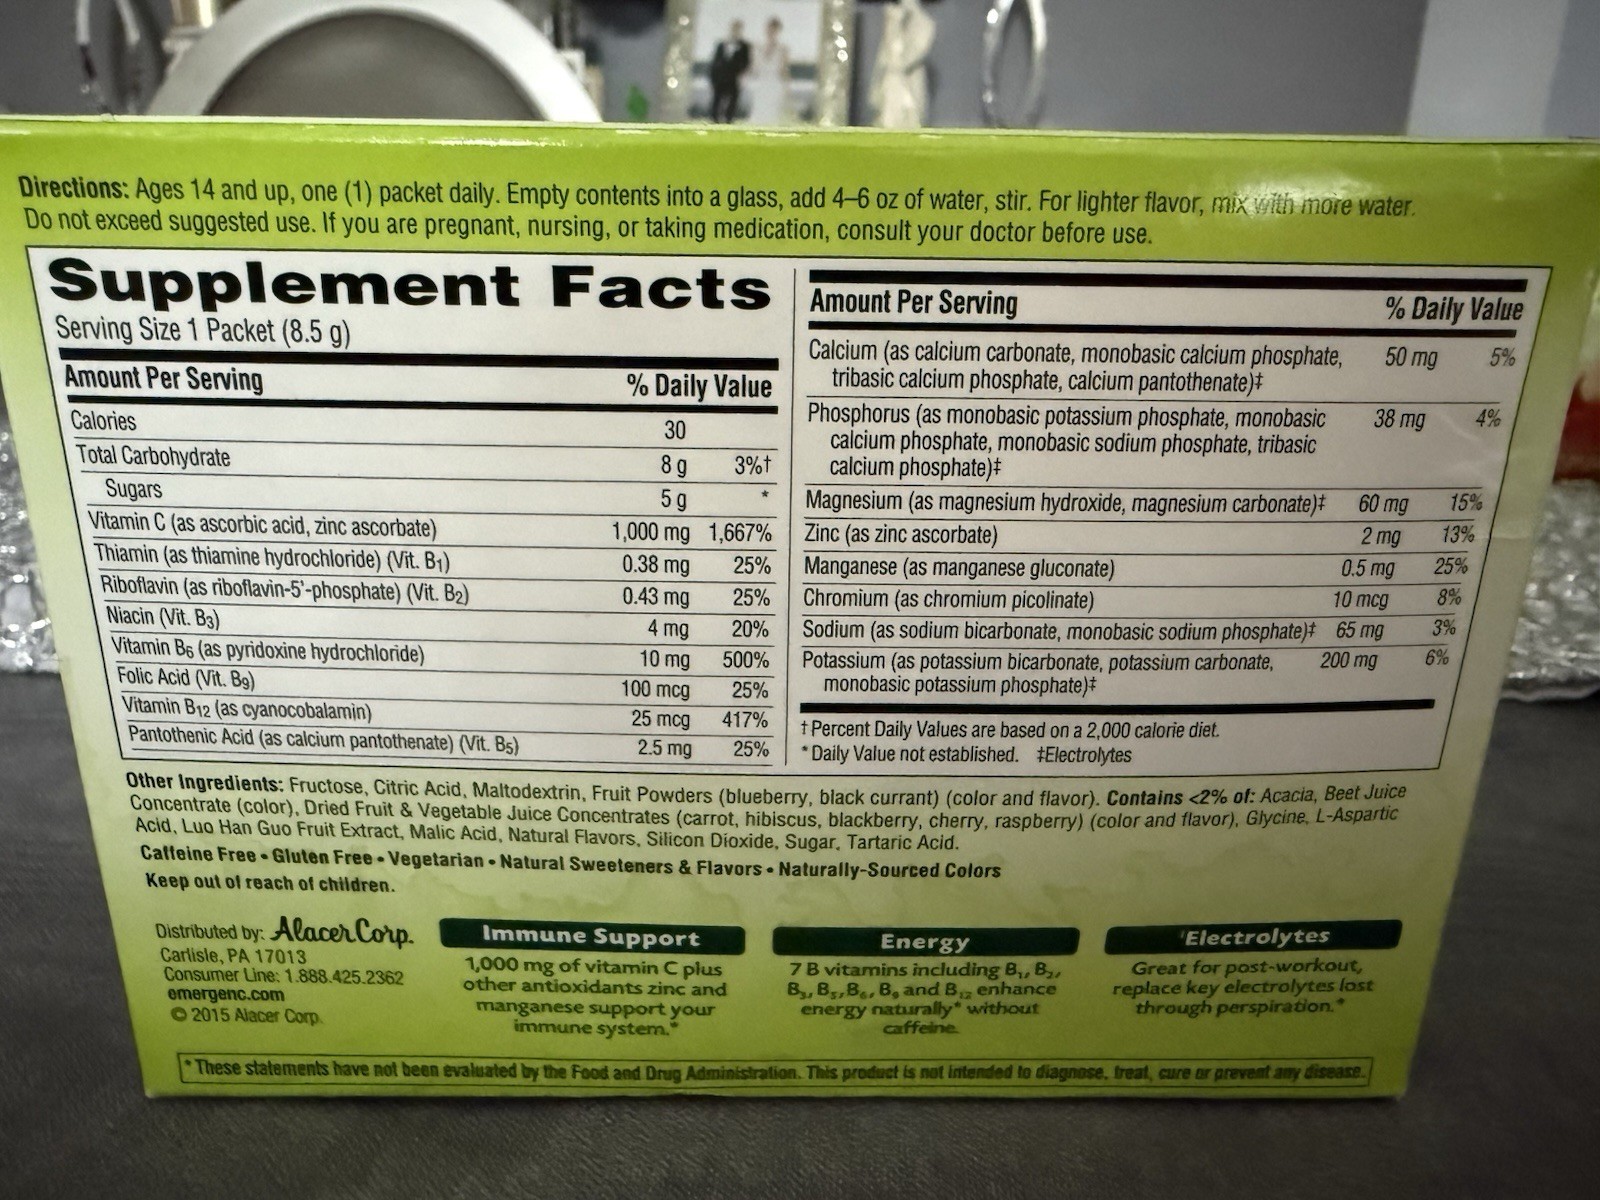 Directions: Ages 14 and up, one (1) packet daily. Empty contents into a glass, add 4–6 oz of water, stir. For lighter flavor, mix with more water.
Do not exceed suggested use. If you are pregnant, nursing, or taking medication, consult your doctor before use.
Supplement Facts
Serving Size 1 Packet (8.5 g)
Amount Per Serving % Daily Value
Calories 30
Total Carbohydrate 8 g 3%†
Sugars 5 g *
Vitamin C (as ascorbic acid, zinc ascorbate) 1,000 mg 1,667%
Thiamin (as thiamine hydrochloride) (Vit. B1) 0.38 mg 25%
Riboflavin (as riboflavin-5'-phosphate) (Vit. B2) 0.43 mg 25%
Niacin (Vit. B3) 4 mg 20%
Vitamin B6 (as pyridoxine hydrochloride) 10 mg 500%
Folic Acid (Vit. B9) 100 mcg 25%
Vitamin B12 (as cyanocobalamin) 25 mcg 417%
Pantothenic Acid (as calcium pantothenate) (Vit. B5) 2.5 mg 25%
Amount Per Serving % Daily Value
Calcium (as calcium carbonate, monobasic calcium phosphate, 50 mg 5%
tribasic calcium phosphate, calcium pantothenate)‡
Phosphorus (as monobasic potassium phosphate, monobasic 38 mg 4%
calcium phosphate, monobasic sodium phosphate, tribasic
calcium phosphate)‡
Magnesium (as magnesium hydroxide, magnesium carbonate)‡ 60 mg 15%
Zinc (as zinc ascorbate) 2 mg 13%
Manganese (as manganese gluconate) 0.5 mg 25%
Chromium (as chromium picolinate) 10 mcg 8%
Sodium (as sodium bicarbonate, monobasic sodium phosphate)‡ 65 mg 3%
Potassium (as potassium bicarbonate, potassium carbonate, 200 mg 6%
monobasic potassium phosphate)‡
† Percent Daily Values are based on a 2,000 calorie diet.
* Daily Value not established. ‡Electrolytes
Other Ingredients: Fructose, Citric Acid, Maltodextrin, Fruit Powders (blueberry, black currant) (color and flavor). Contains <2% of: Acacia, Beet Juice
Concentrate (color), Dried Fruit & Vegetable Juice Concentrates (carrot, hibiscus, blackberry, cherry, raspberry) (color and flavor), Glycine, L-Aspartic
Acid, Luo Han Guo Fruit Extract, Malic Acid, Natural Flavors, Silicon Dioxide, Sugar, Tartaric Acid.
Caffeine Free • Gluten Free • Vegetarian • Natural Sweeteners & Flavors • Naturally-Sourced Colors
Keep out of reach of children.
Distributed by: Alacer Corp.
Carlisle, PA 17013
Consumer Line: 1.888.425.2362
emergenc.com
© 2015 Alacer Corp.
Immune Support
1,000 mg of vitamin C plus
other antioxidants zinc and
manganese support your
immune system.*
Energy
7 B vitamins including B1, B2,
B3, B5, B6, B9 and B12 enhance
energy naturally* without
caffeine.
‡Electrolytes
Great for post-workout,
replace key electrolytes lost
through perspiration.*
* These statements have not been evaluated by the Food and Drug Administration. This product is not intended to diagnose, treat, cure or prevent any disease.